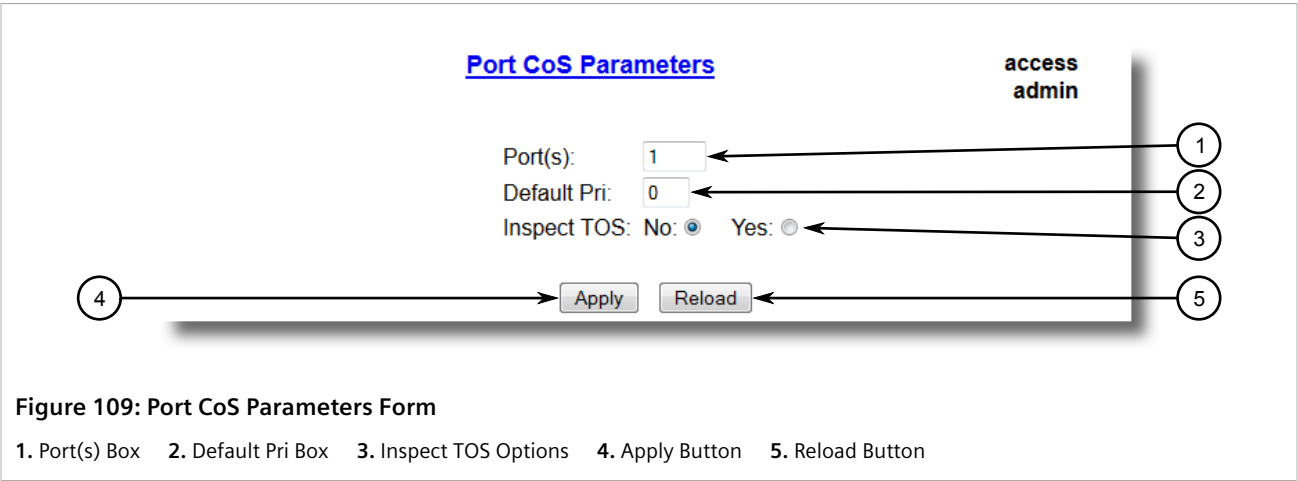 Port CoS Parameters
access
admin
Port(s): 1
Default Pri: 0
Inspect TOS: No: Yes:
Apply Reload
1
2
3
4
5
Figure 109: Port CoS Parameters Form
1. Port(s) Box 2. Default Pri Box 3. Inspect TOS Options 4. Apply Button 5. Reload Button